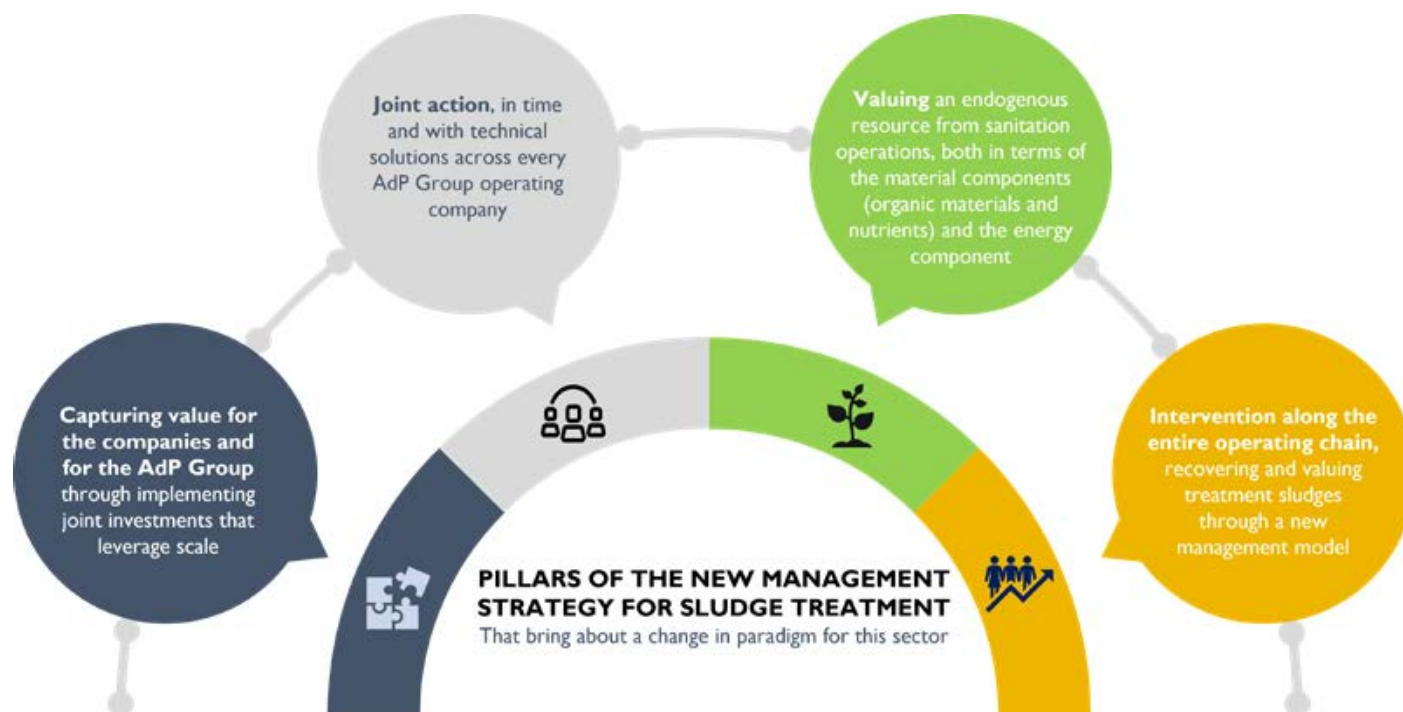 Joint action, in time
and with technical
solutions across every
AdP Group operating
company
Valuing an endogenous
resource from sanitation
operations, both in terms of
the material components
(organic materials and
nutrients) and the energy
component
Capturing value for
the companies and
for the AdP Group
through implementing
joint investments that
leverage scale
Intervention along the
entire operating chain,
recovering and valuing
treatment sludges
through a new
management model
PILLARS OF THE NEW MANAGEMENT
STRATEGY FOR SLUDGE TREATMENT
That bring about a change in paradigm for this sector